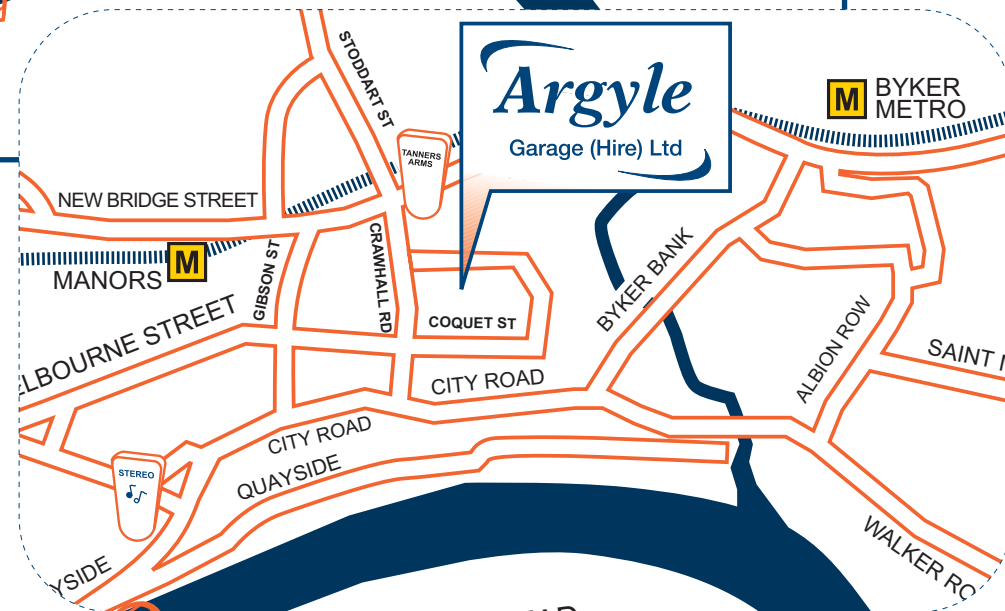 STODDART ST
Argyle
Garage (Hire) Ltd
M
BYKER
METRO
TANNERS
ARMS
NEW BRIDGE STREET
M
MANORS
GIBSON ST
CRAWHALL RD
COQUET ST
BYKER BANK
ALBION ROW
SAINT
LBOURNE STREET
CITY ROAD
CITY ROAD
QUAYSIDE
STEREO
YSIDE
WALKER RO